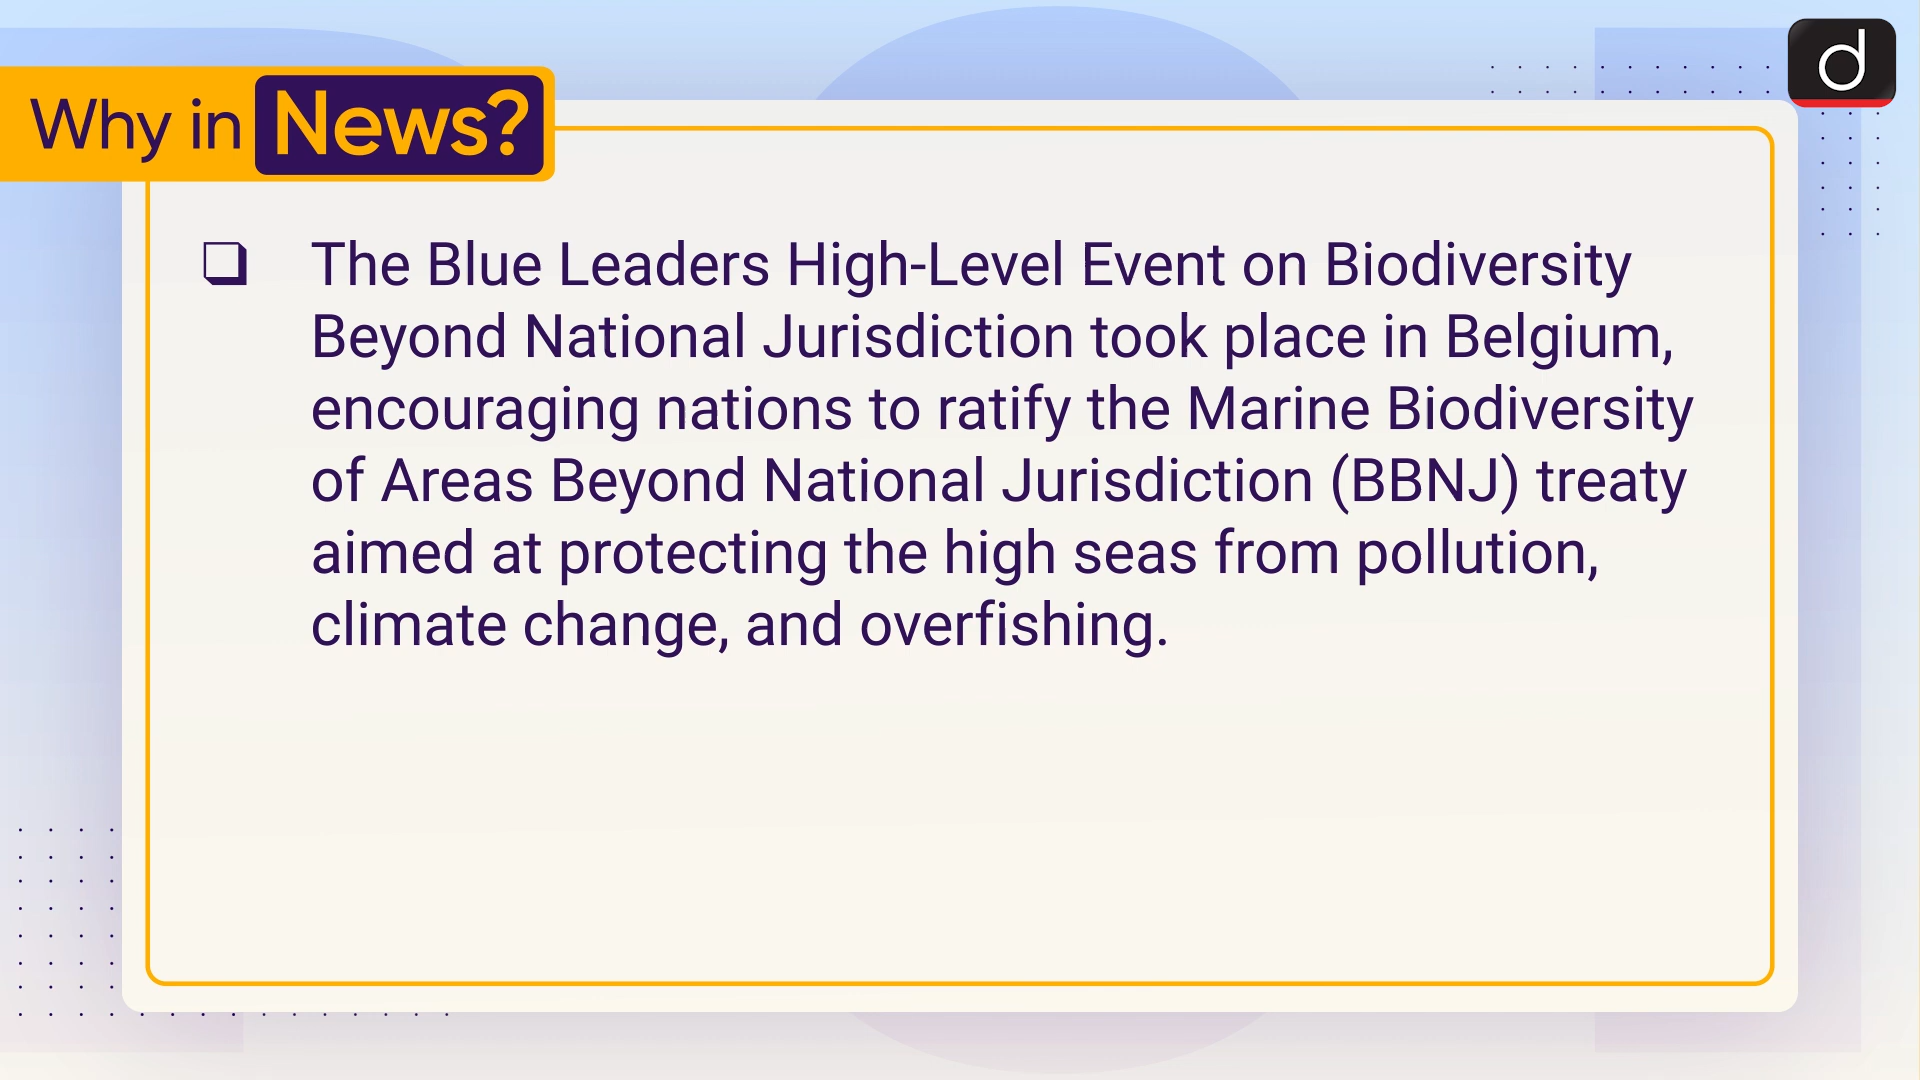 Why in News?
❑ The Blue Leaders High-Level Event on Biodiversity
Beyond National Jurisdiction took place in Belgium,
encouraging nations to ratify the Marine Biodiversity
of Areas Beyond National Jurisdiction (BBNJ) treaty
aimed at protecting the high seas from pollution,
climate change, and overfishing.
d